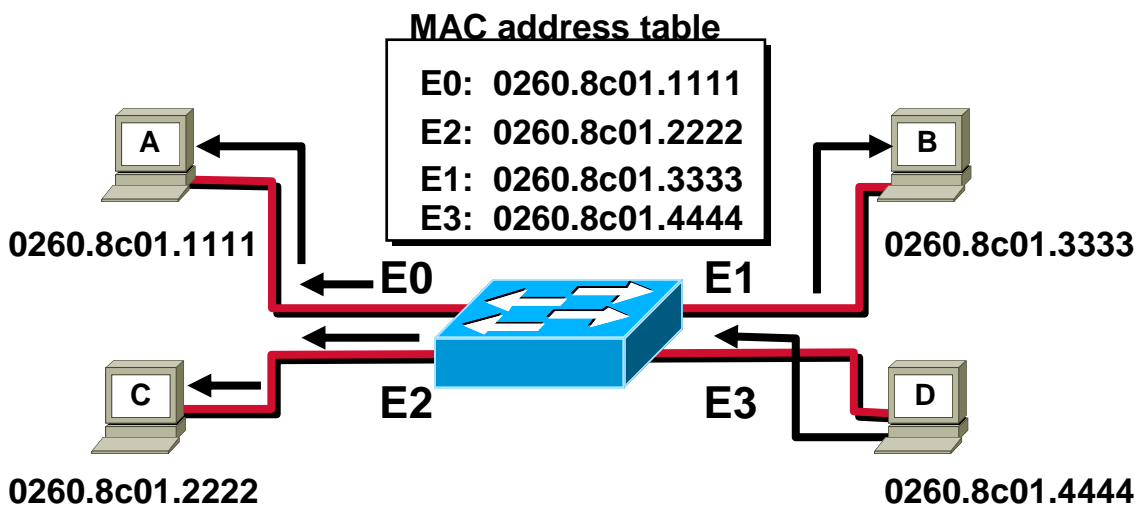 MAC address table
E0: 0260.8c01.1111
E2: 0260.8c01.2222
E1: 0260.8c01.3333
E3: 0260.8c01.4444
A
B
0260.8c01.1111
0260.8c01.3333
E0
E1
C
E2
E3
D
0260.8c01.2222
0260.8c01.4444